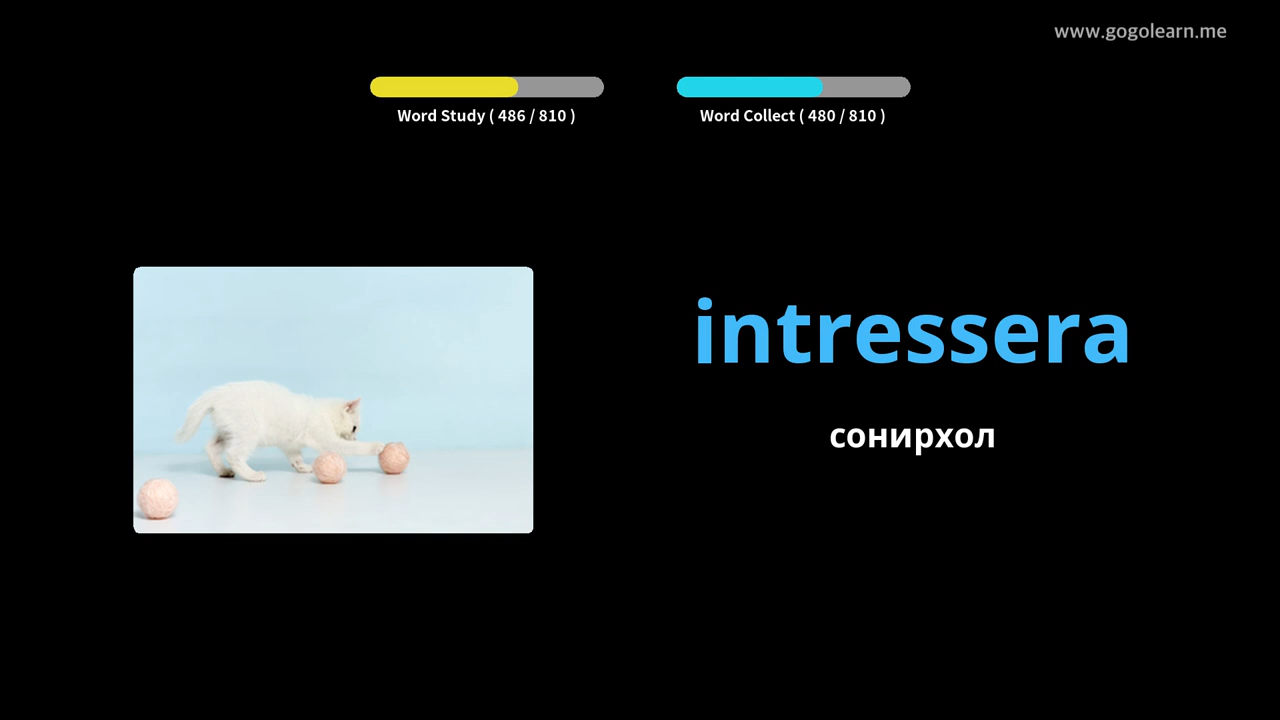 www.gogolearn.me
Word Study ( 486 / 810 )
Word Collect ( 480 / 810 )
intressera
сонирхол